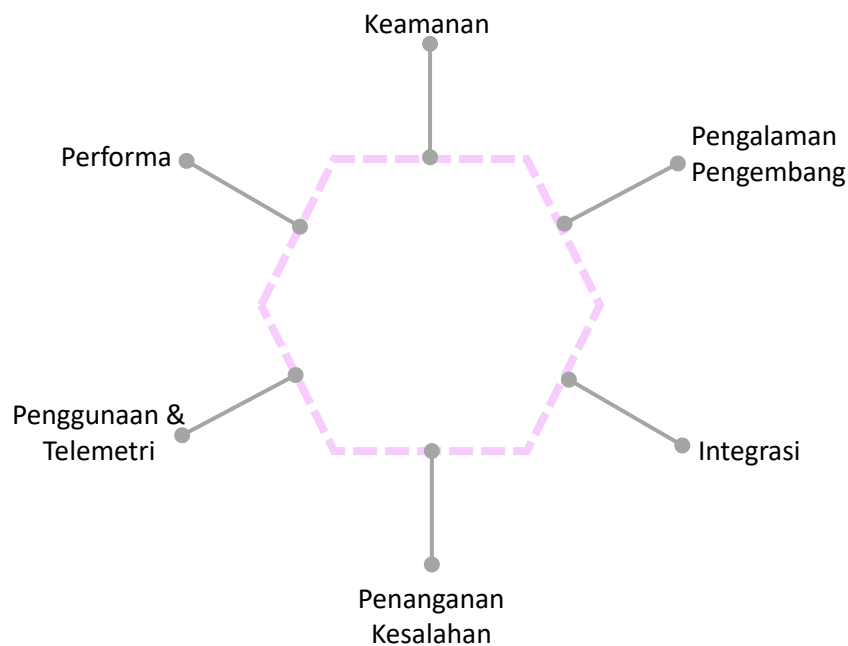 Keamanan
Performa
Pengalaman
Pengembang
Penggunaan &
Telemetri
Integrasi
Penanganan
Kesalahan